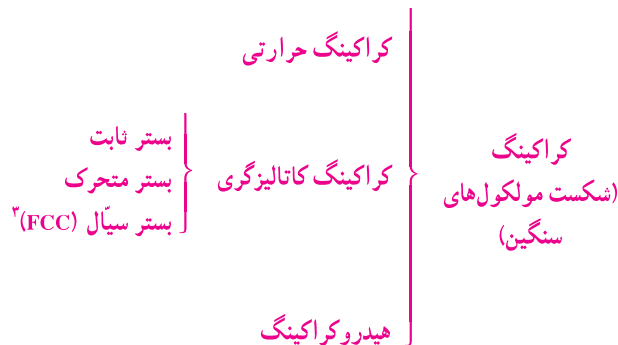 کراکینگ
(شکست مولکول‌های
سنگین)
کراکینگ حرارتی
کراکینگ کاتالیزگری
بستر ثابت
بستر متحرک
بستر سیّال (FCC)۳
هیدروکراکینگ